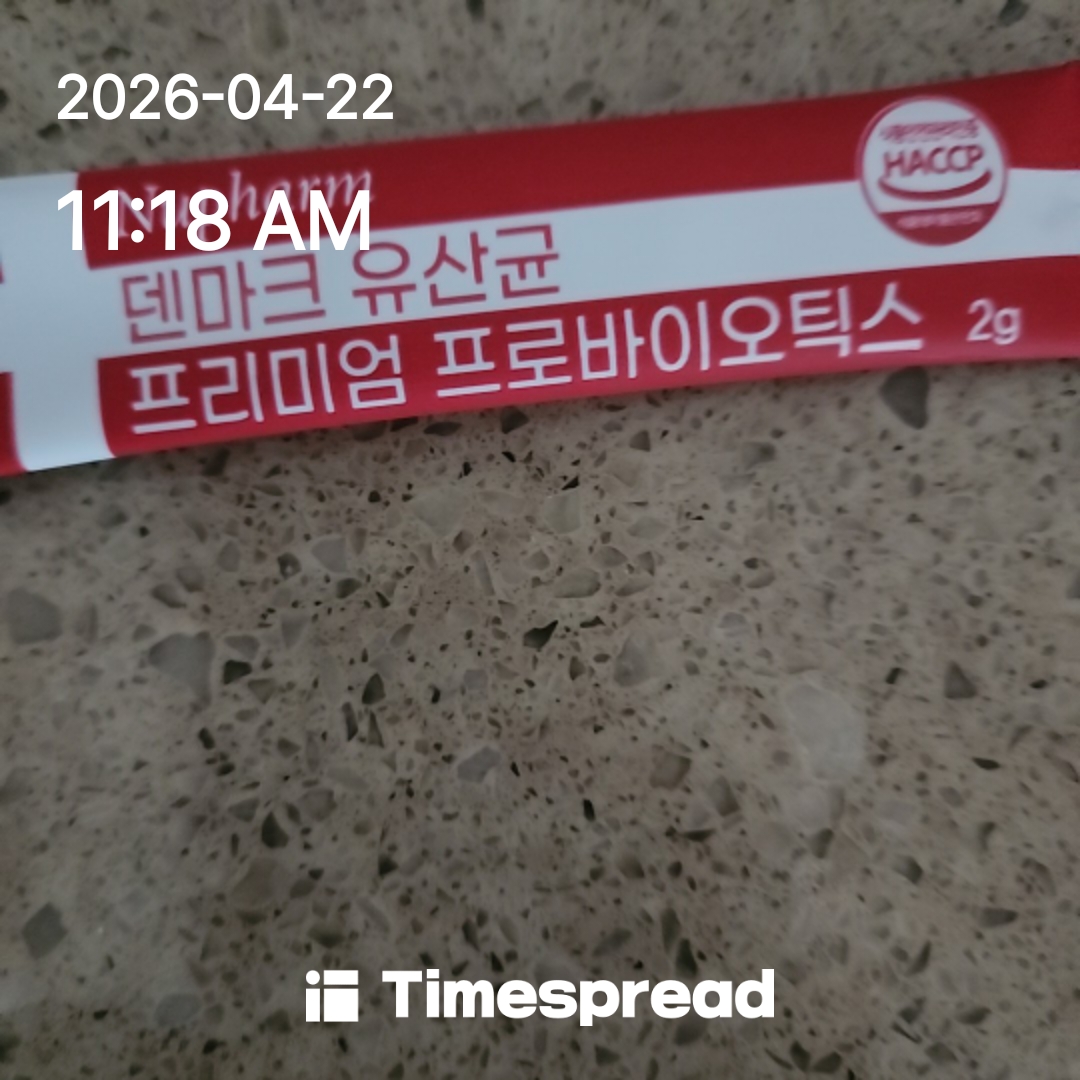 2026-04-22
11:18 AM
HACCP
덴마크 유산균
프리미엄 프로바이오틱스 2g
Timespread